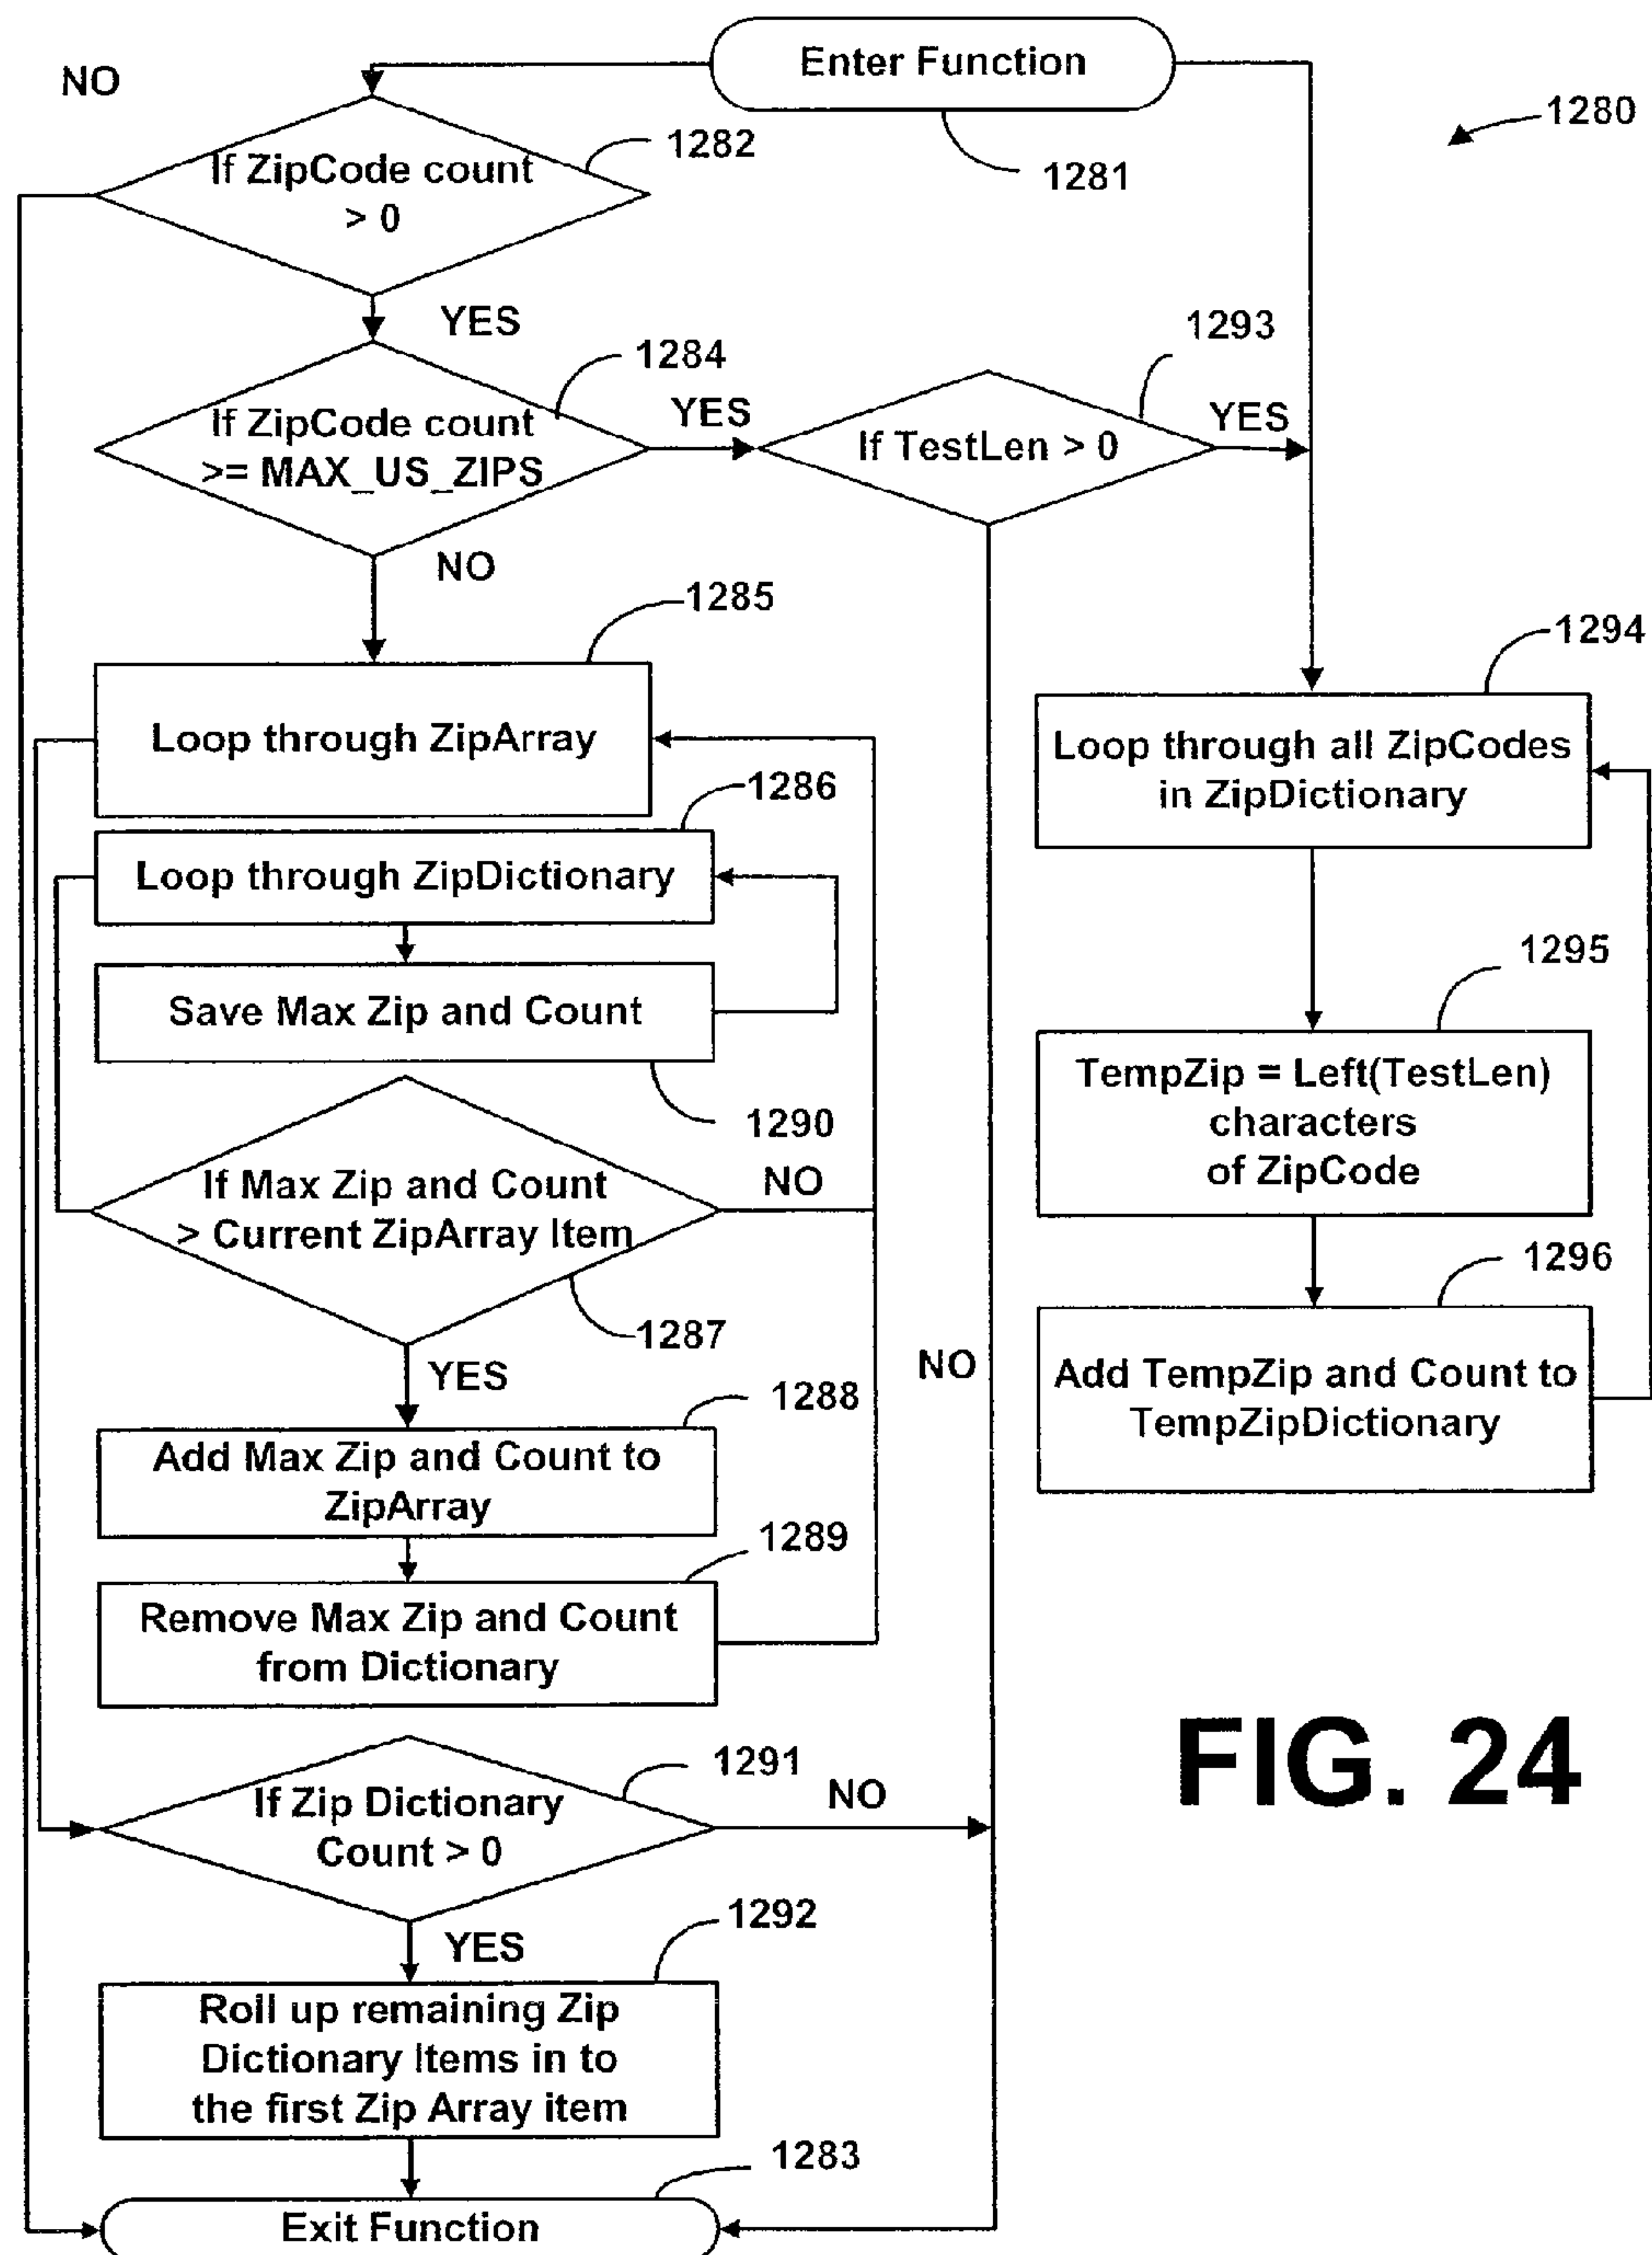 Enter Function
NO
1280
1282
1281
If ZipCode count
> 0
YES
1293
1284
If ZipCode count
>= MAX_US_ZIPS
YES
If TestLen > 0
YES
NO
1285
1294
Loop through ZipArray
Loop through all ZipCodes
in ZipDictionary
1286
Loop through ZipDictionary
1295
Save Max Zip and Count
TempZip = Left(TestLen)
characters
of ZipCode
1290
If Max Zip and Count
> Current ZipArray Item
NO
1296
1287
NO
YES
Add TempZip and Count to
TempZipDictionary
1288
Add Max Zip and Count to
ZipArray
1289
Remove Max Zip and Count
from Dictionary
FIG. 24
1291
If Zip Dictionary
Count > 0
NO
1292
YES
Roll up remaining Zip
Dictionary Items in to
the first Zip Array item
1283
Exit Function